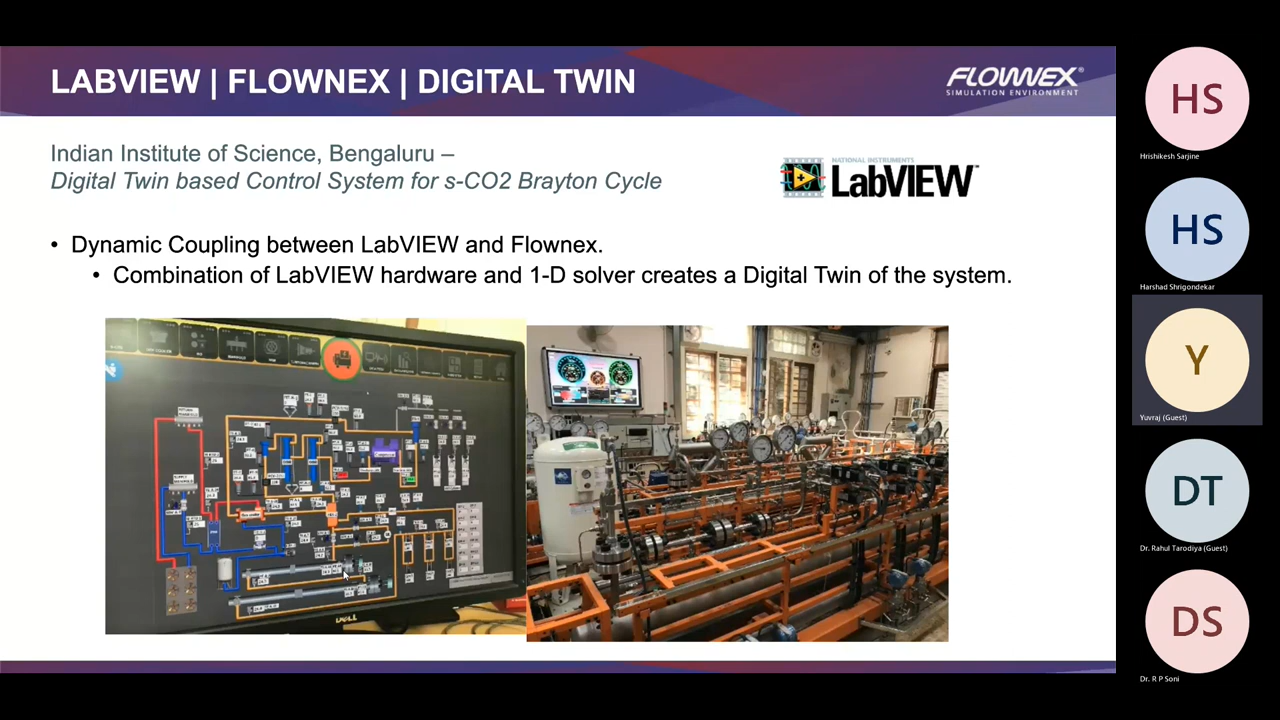 LABVIEW | FLOWNEX | DIGITAL TWIN
FLOWNEX®
SIMULATION ENVIRONMENT
Indian Institute of Science, Bengaluru –
Digital Twin based Control System for s-CO2 Brayton Cycle
NATIONAL INSTRUMENTS
LabVIEW™
• Dynamic Coupling between LabVIEW and Flownex.
• Combination of LabVIEW hardware and 1-D solver creates a Digital Twin of the system.
DELL
HS
Hrishikesh Sarjine
HS
Harshad Shrigondekar
Y
Yuvraj (Guest)
DT
Dr. Rahul Tarodiya (Guest)
DS
Dr. R P Soni